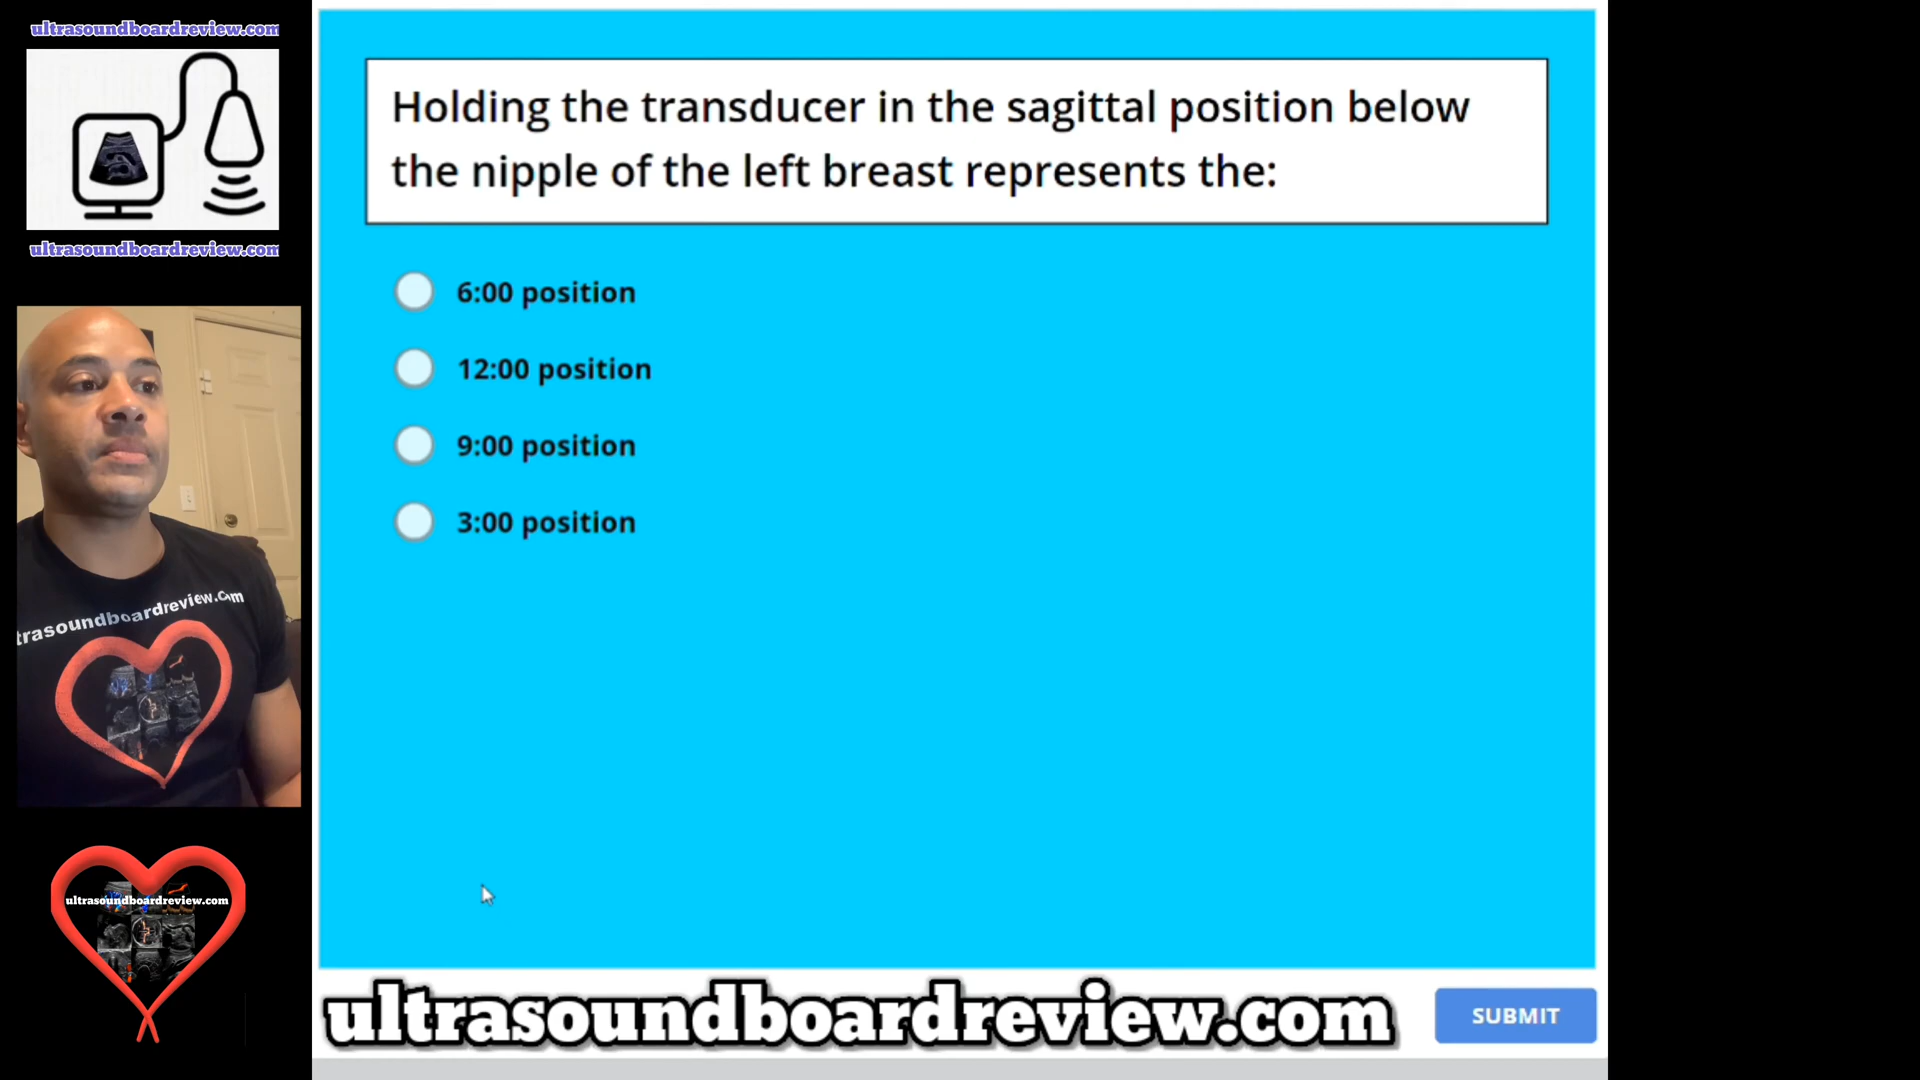 ultrasoundboardreview.com
ultrasoundboardreview.com
Holding the transducer in the sagittal position below
the nipple of the left breast represents the:
6:00 position
12:00 position
9:00 position
3:00 position
trasoundboardreview.com
ultrasoundboardreview.com
ultrasoundboardreview.com
SUBMIT